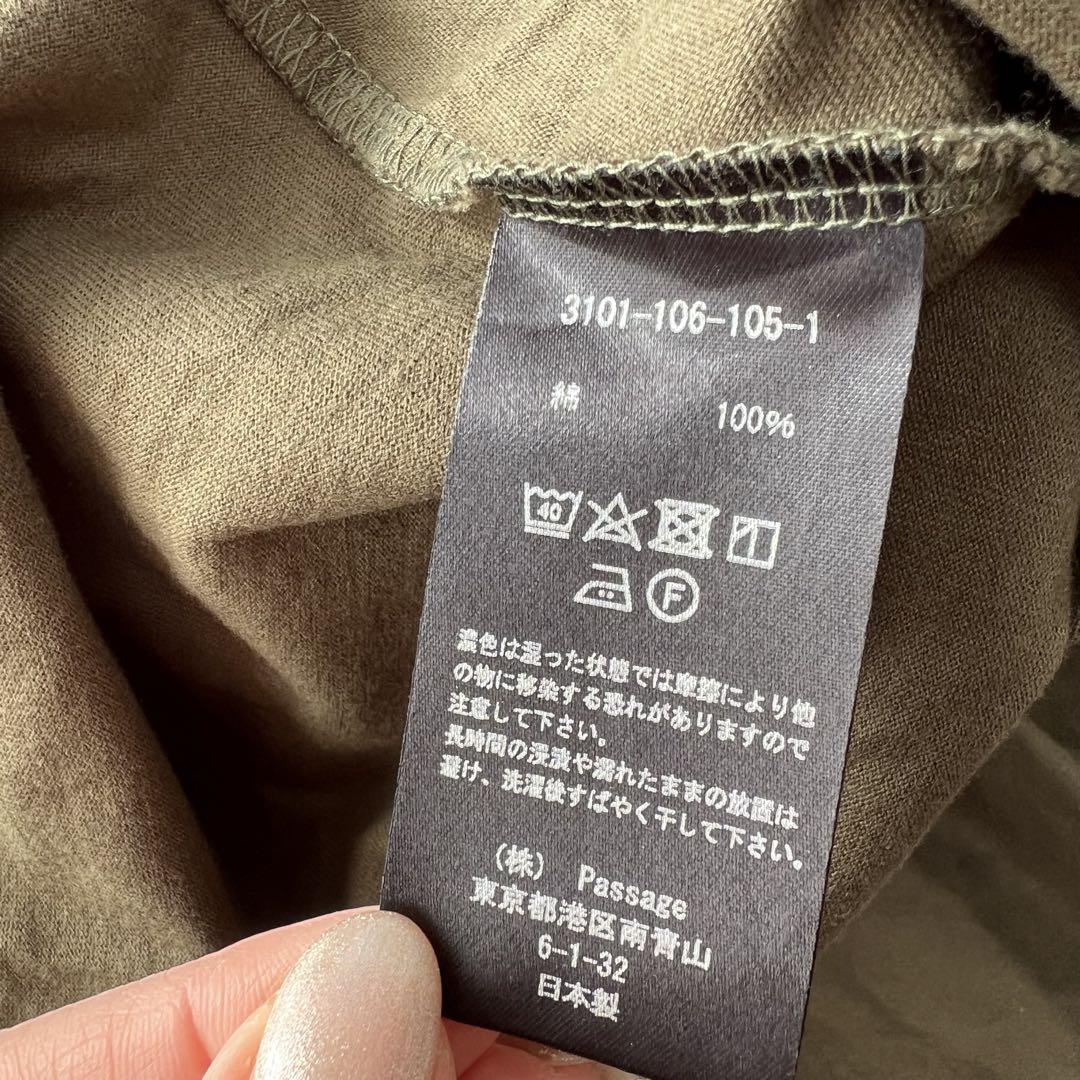 3101-106-105-1
綿 100%
40
F
濃色は湿った状態では摩擦により他
の物に移染する恐れがありますので
注意して下さい。
長時間の浸漬や濡れたままの放置は
避け、洗濯後すばやく干して下さい。
(株) Passage
東京都港区南青山
6-1-32
日本製